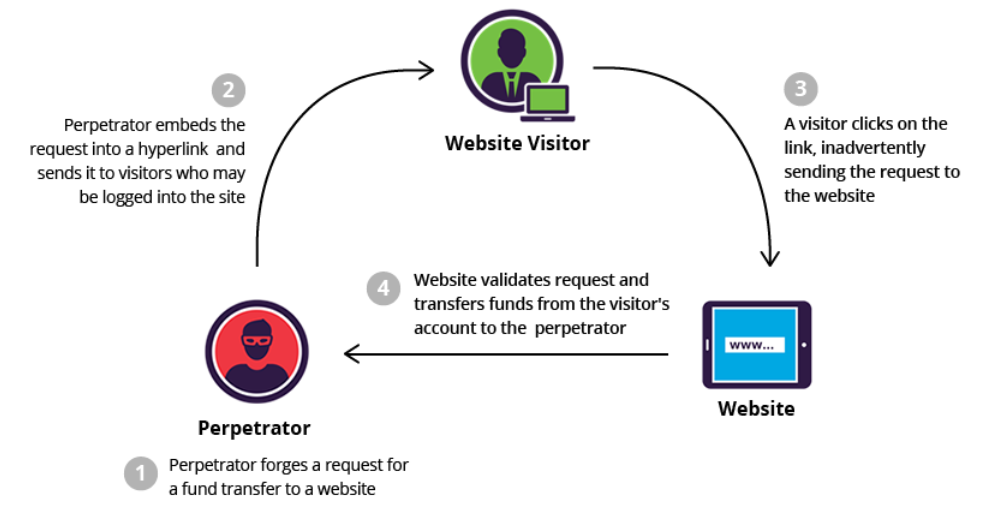 2
Perpetrator embeds the
request into a hyperlink and
sends it to visitors who may
be logged into the site
Website Visitor
3
A visitor clicks on the
link, inadvertently
sending the request to
the website
4
Website validates request and
transfers funds from the visitor's
account to the perpetrator
www...
Website
Perpetrator
1
Perpetrator forges a request for
a fund transfer to a website